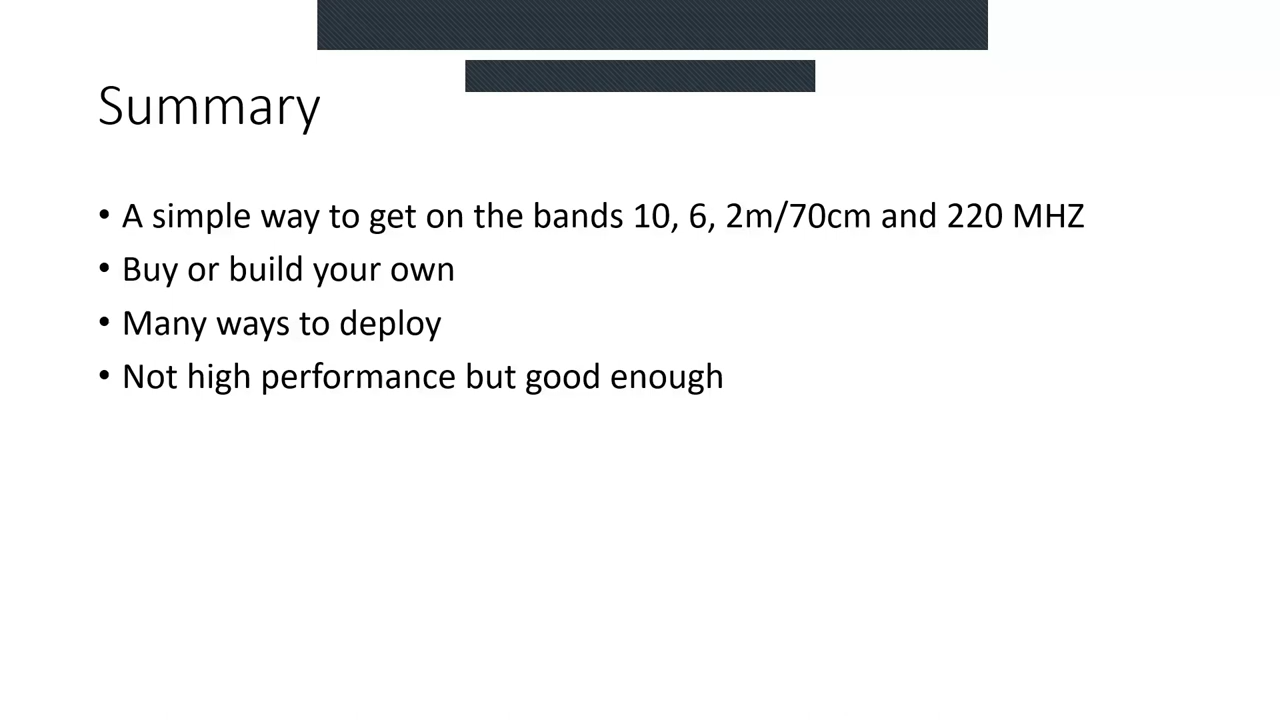 Summary
• A simple way to get on the bands 10, 6, 2m/70cm and 220 MHZ
• Buy or build your own
• Many ways to deploy
• Not high performance but good enough